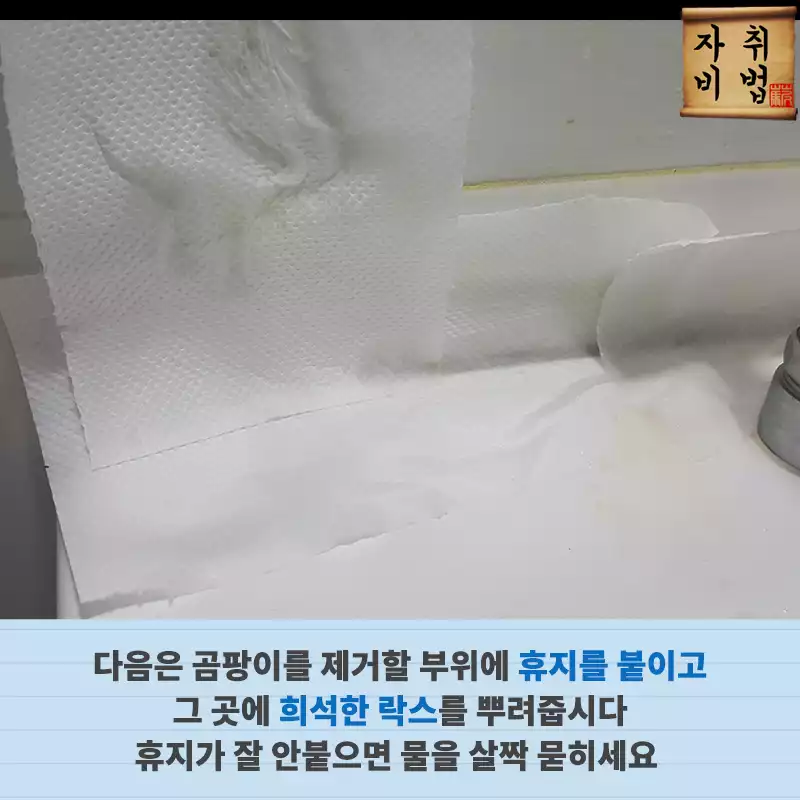 자취
비법
다음은 곰팡이를 제거할 부위에 휴지를 붙이고
그 곳에 희석한 락스를 뿌려줍시다
휴지가 잘 안붙으면 물을 살짝 묻히세요